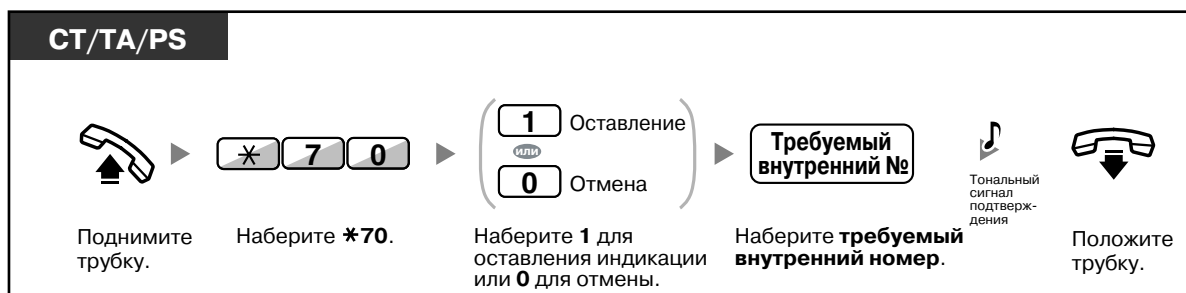 CT/TA/PS
1 Оставление
или
0 Отмена
* 7 0
Требуемый
внутренний №
Тональный
сигнал
подтверж-
дения
Поднимите
трубку.
Наберите *70.
Наберите 1 для
оставления индикации
или 0 для отмены.
Наберите требуемый
внутренний номер.
Положите
трубку.